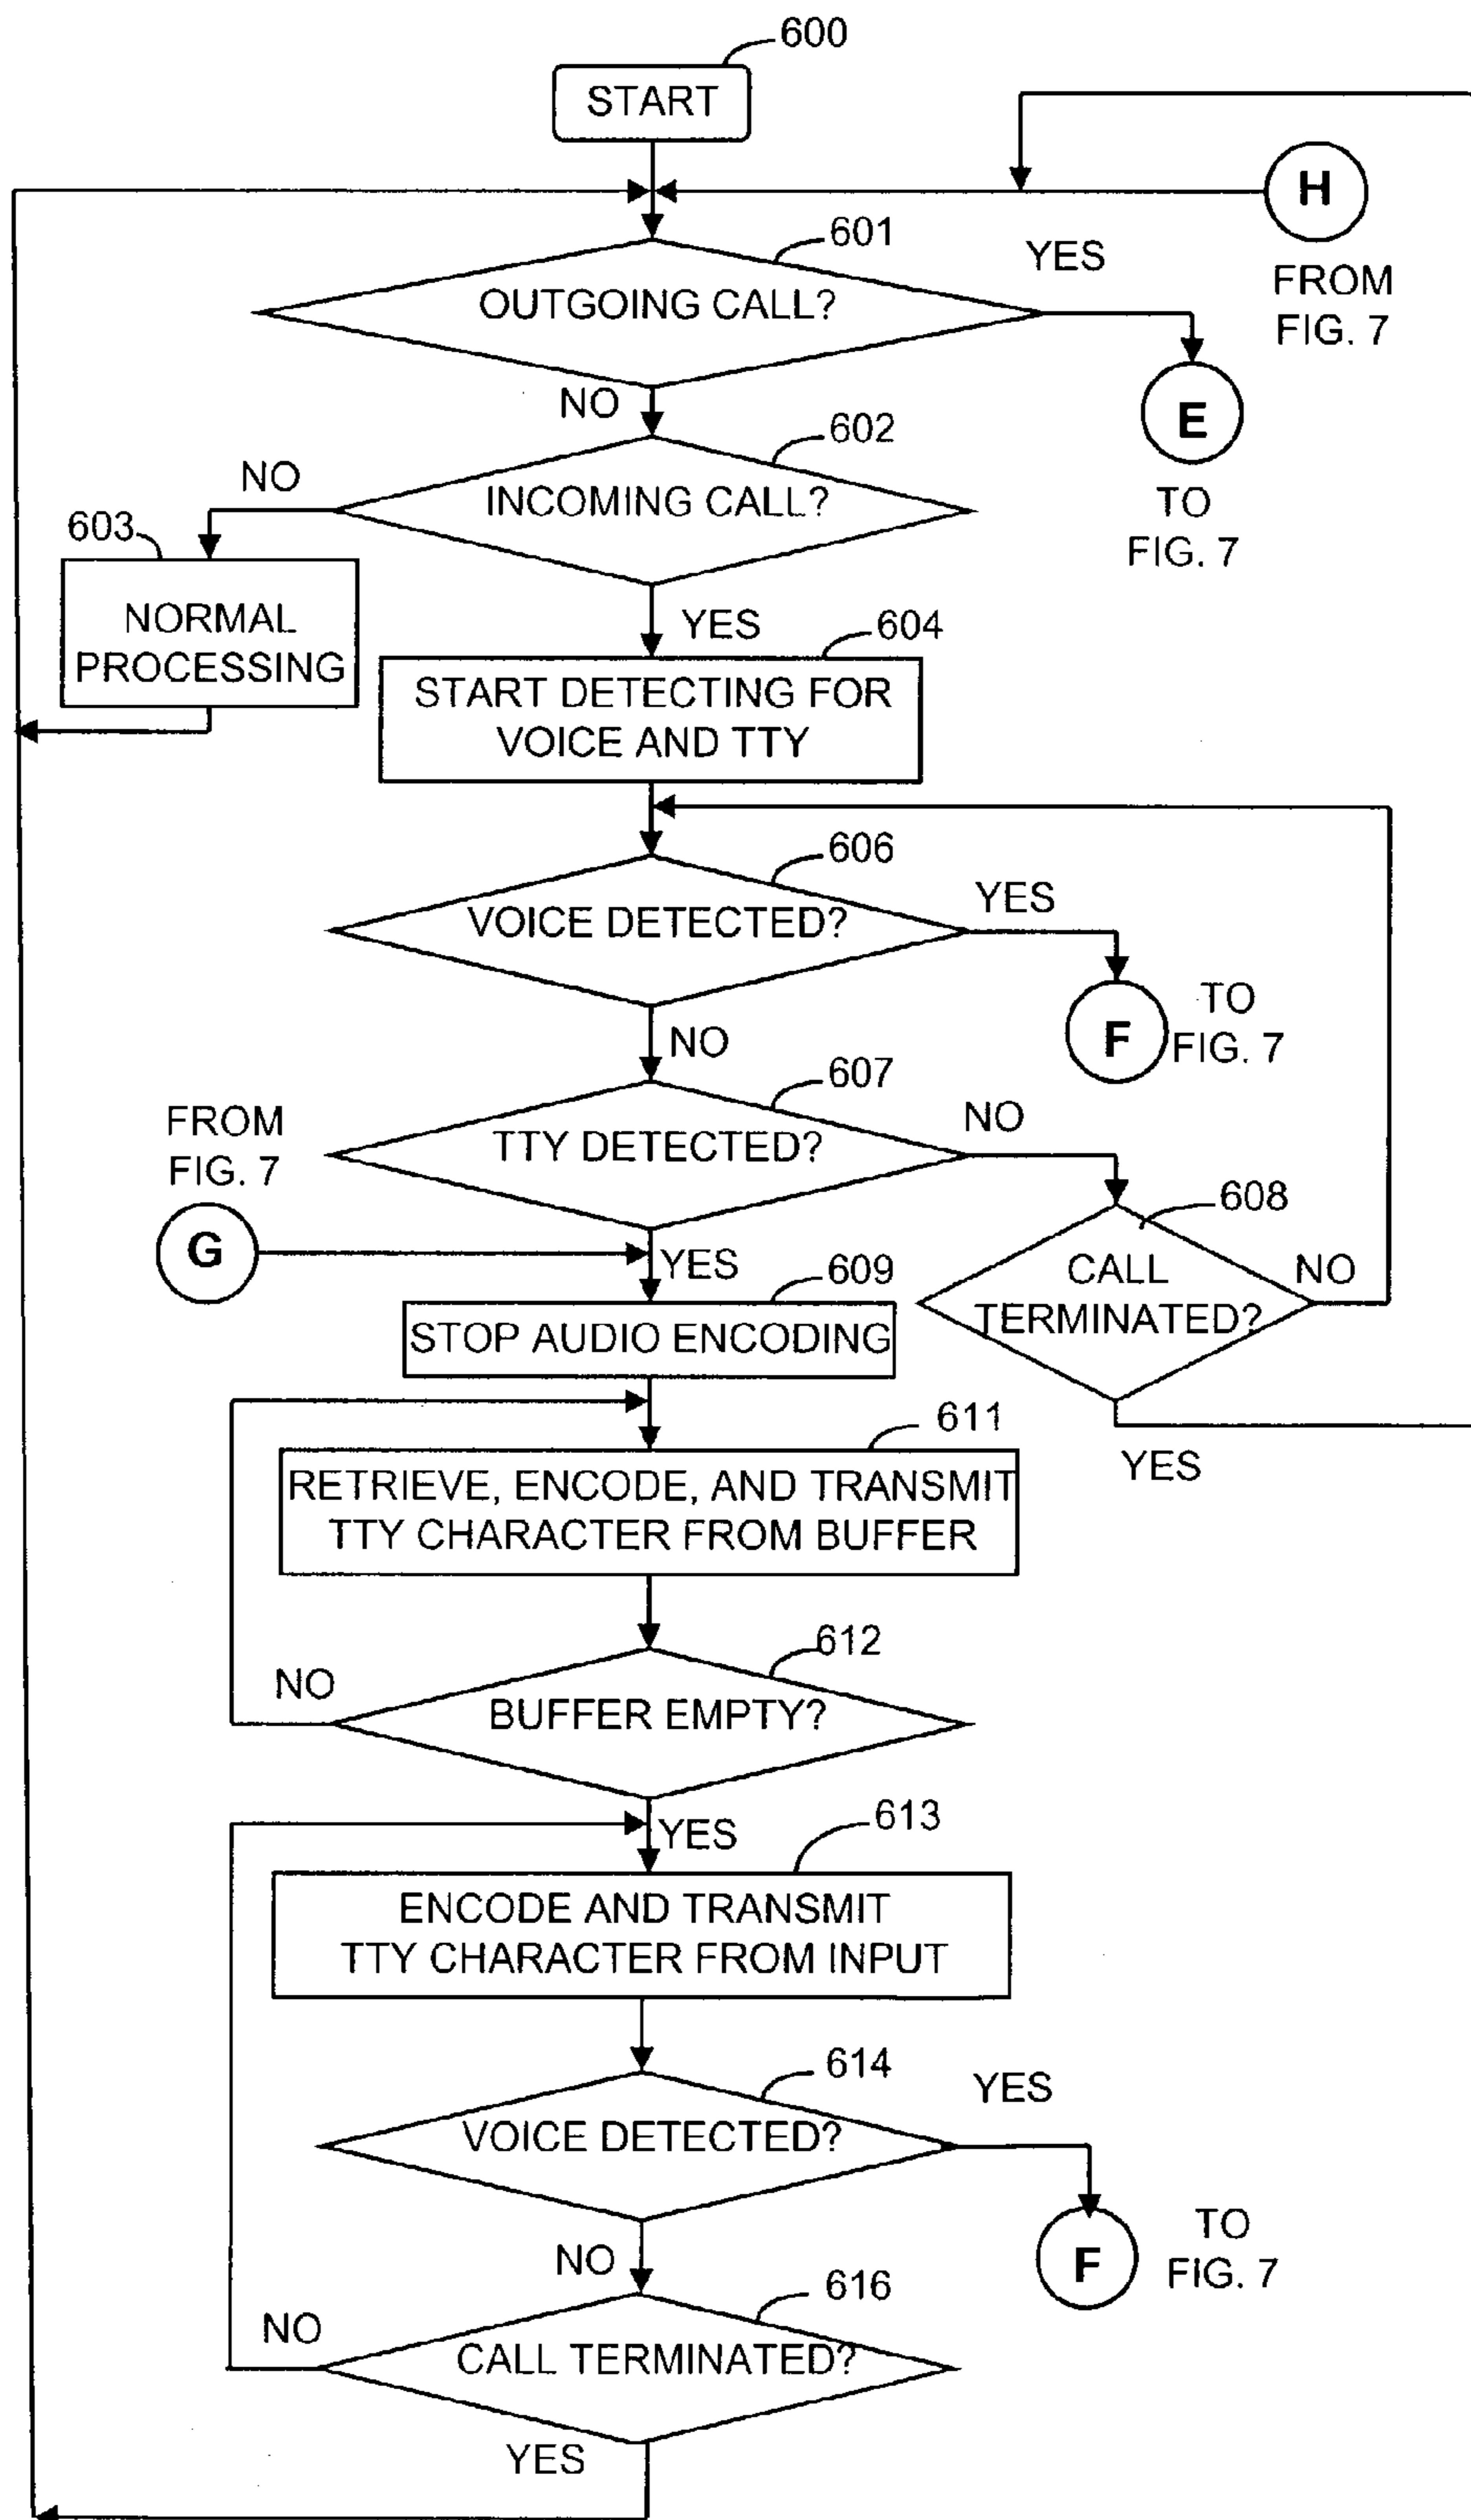 600
START
H
FROM
FIG. 7
601
YES
OUTGOING CALL?
NO
E
TO
FIG. 7
602
NO
INCOMING CALL?
603
NORMAL
PROCESSING
YES
604
START DETECTING FOR
VOICE AND TTY
606
YES
VOICE DETECTED?
F
TO
FIG. 7
NO
607
NO
TTY DETECTED?
FROM
FIG. 7
G
YES
608
CALL
TERMINATED?
NO
609
STOP AUDIO ENCODING
YES
611
RETRIEVE, ENCODE, AND TRANSMIT
TTY CHARACTER FROM BUFFER
612
NO
BUFFER EMPTY?
YES
613
ENCODE AND TRANSMIT
TTY CHARACTER FROM INPUT
614
YES
VOICE DETECTED?
F
TO
FIG. 7
NO
616
NO
CALL TERMINATED?
YES